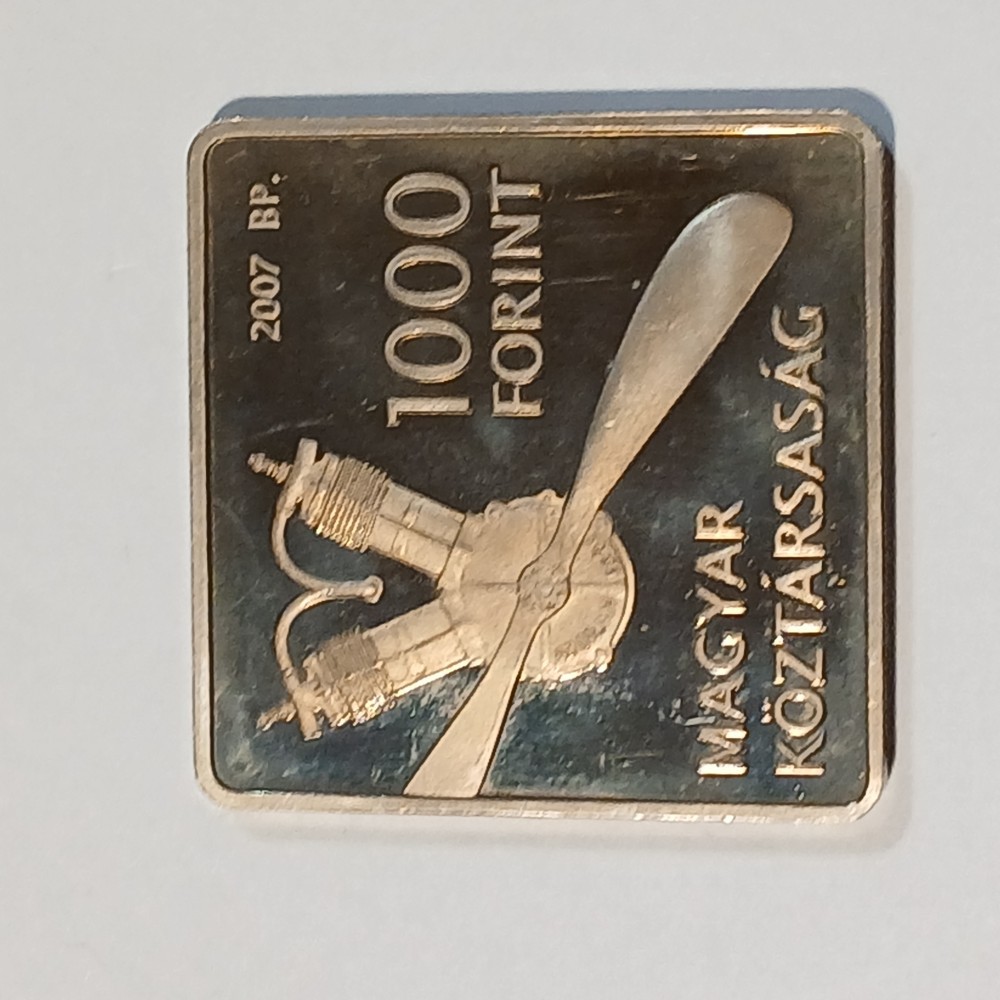 2007 BP.
1000
FORINT
MAGYAR
KÖZTÁRSASÁG